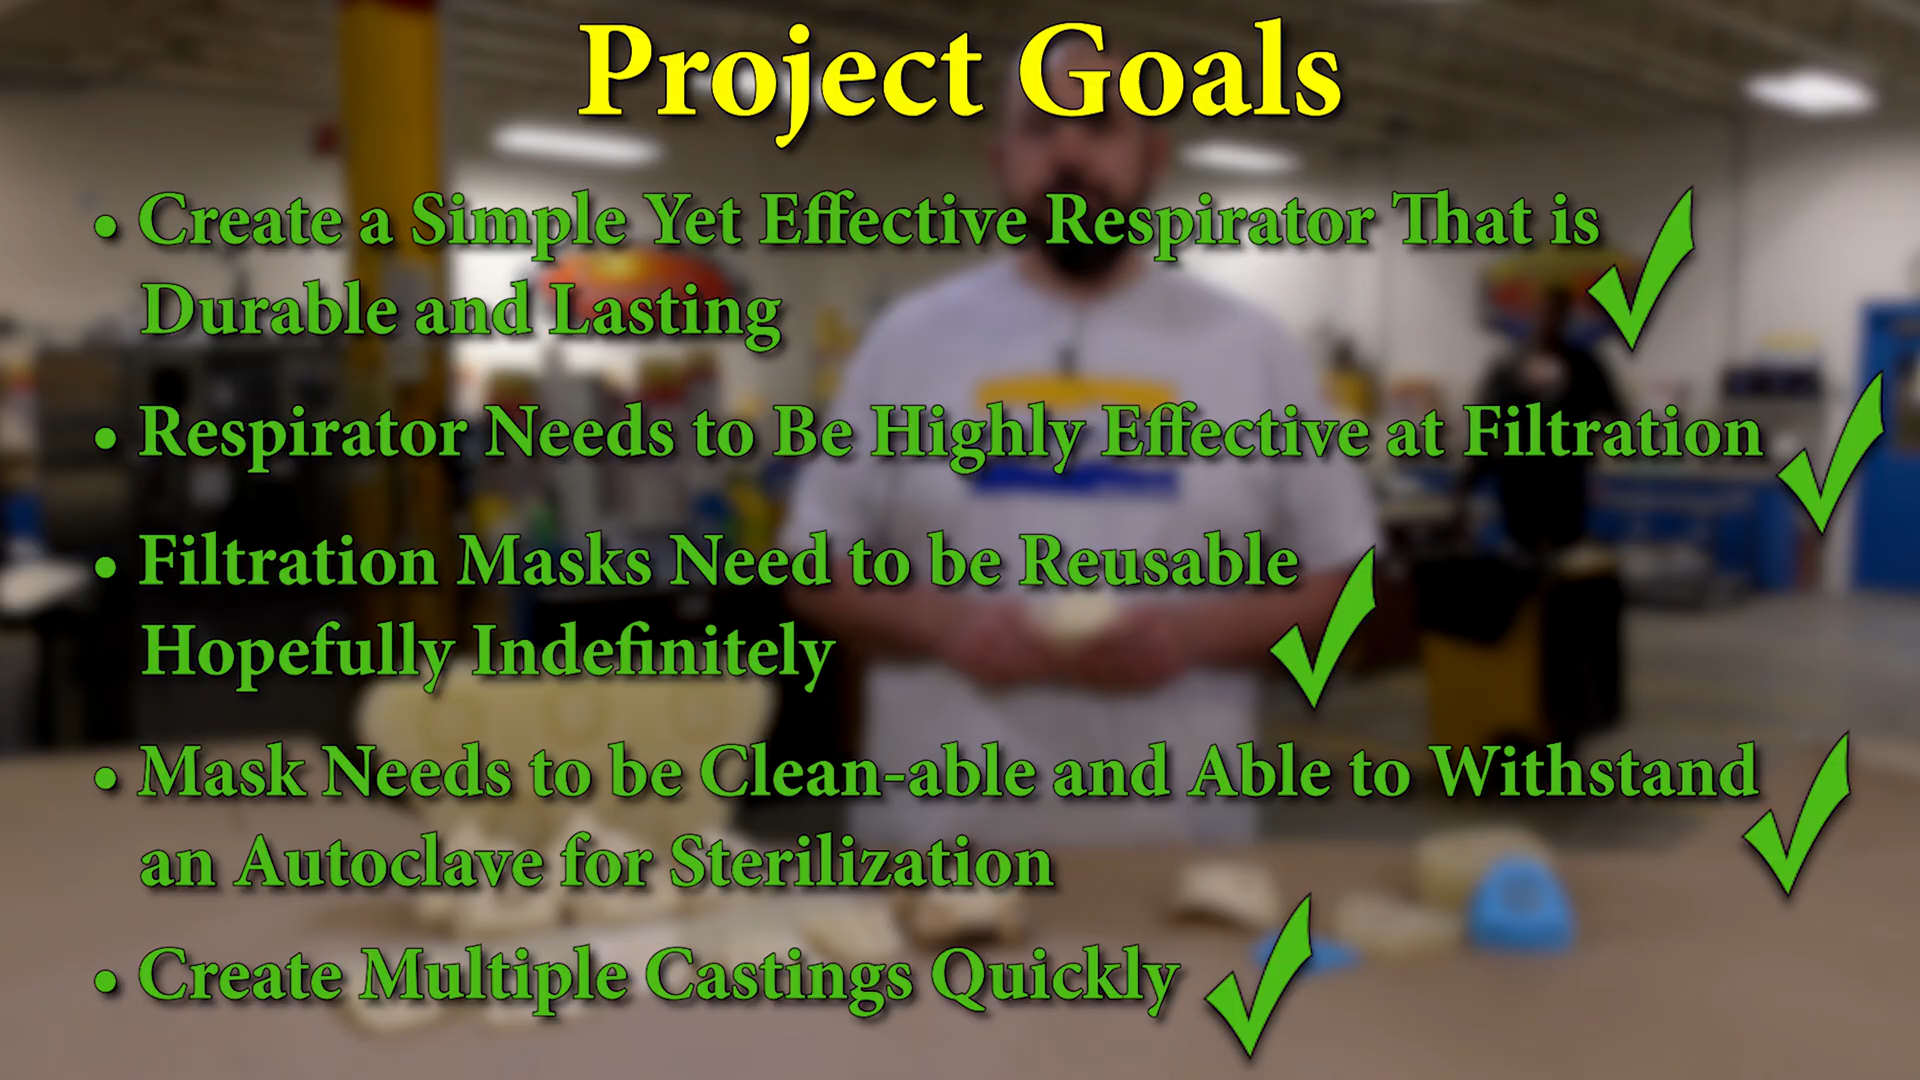 Project Goals
• Create a Simple Yet Effective Respirator That is
Durable and Lasting
• Respirator Needs to Be Highly Effective at Filtration
• Filtration Masks Need to be Reusable
Hopefully Indefinitely
• Mask Needs to be Clean-able and Able to Withstand
an Autoclave for Sterilization
• Create Multiple Castings Quickly